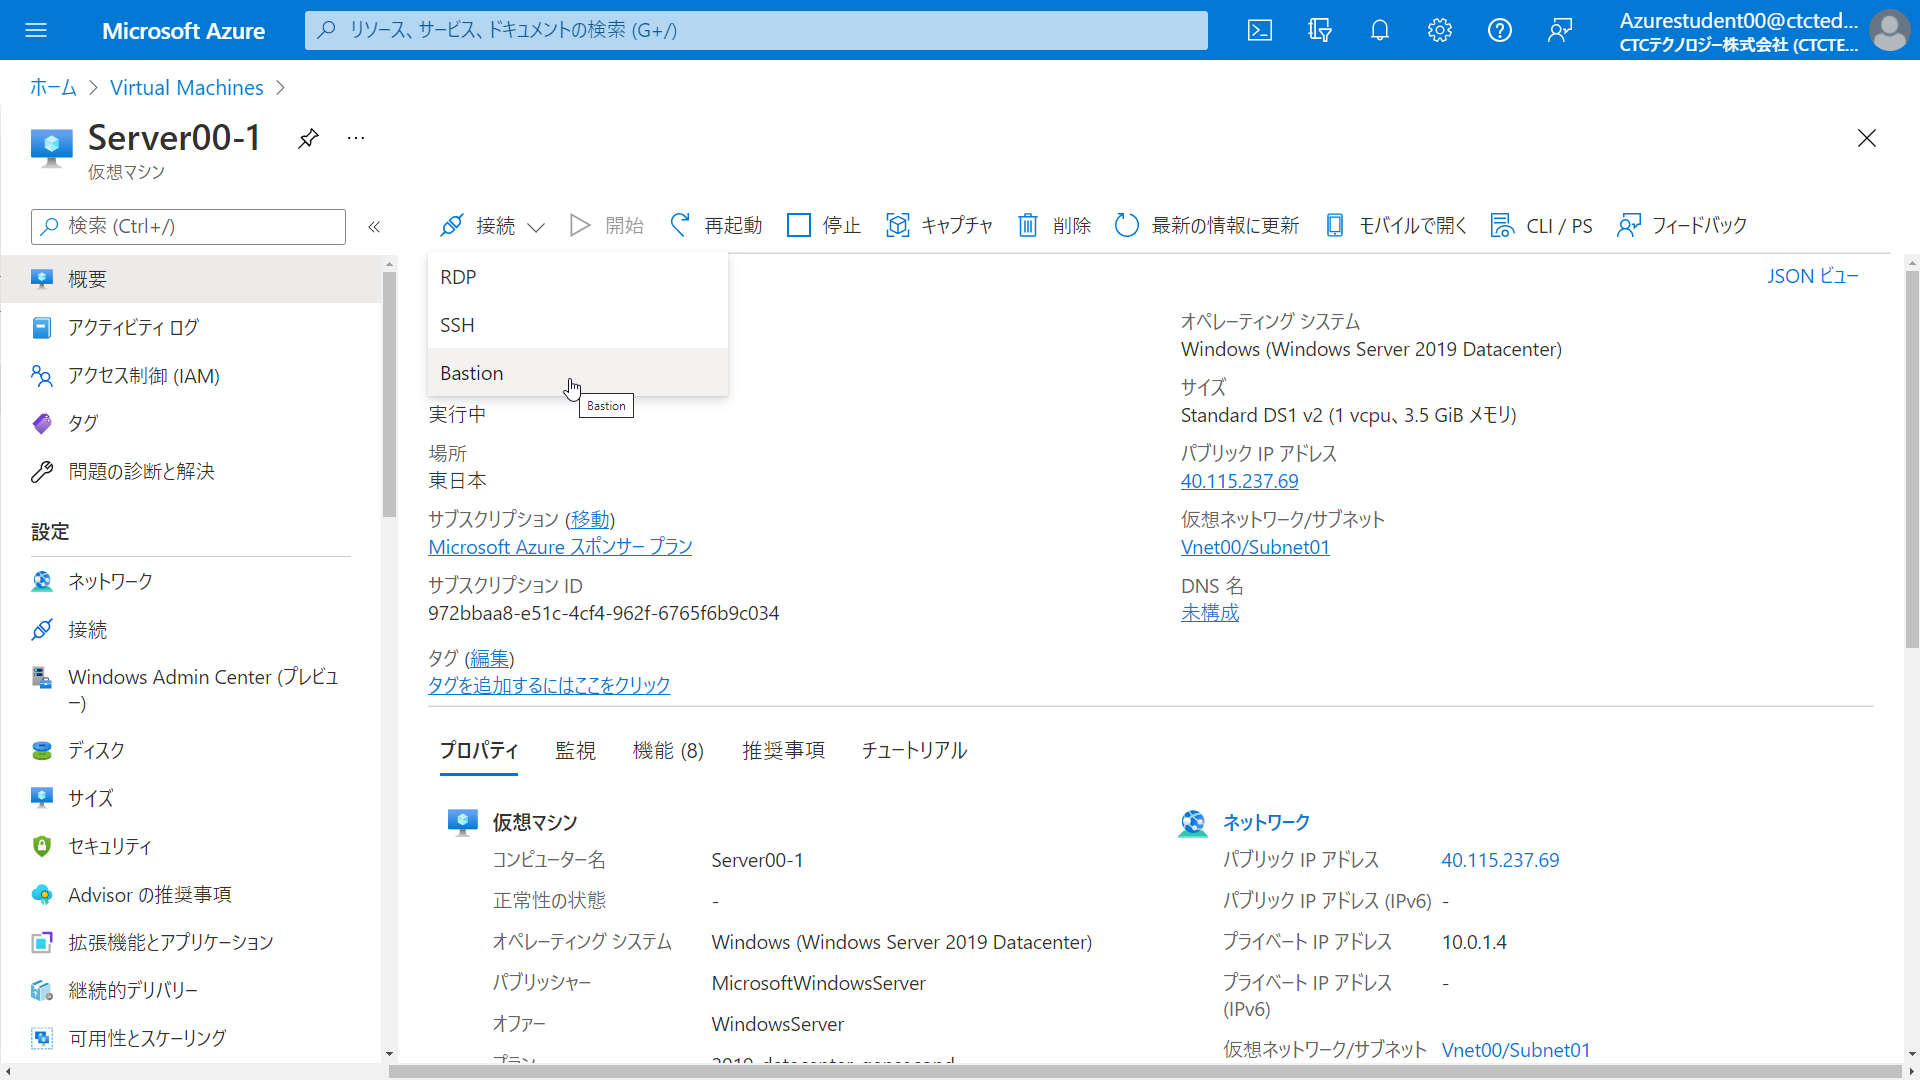 Microsoft Azure
リソース、サービス、ドキュメントの検索 (G+/)
Azurestudent00@ctcted...
CTCテクノロジー株式会社 (CTCTE...
ホーム > Virtual Machines >
Server00-1
仮想マシン
検索 (Ctrl+/)
接続
開始
再起動
停止
キャプチャ
削除
最新の情報に更新
モバイルで開く
CLI / PS
フィードバック
概要
アクティビティ ログ
アクセス制御 (IAM)
タグ
問題の診断と解決
設定
ネットワーク
接続
Windows Admin Center (プレビュ
ー)
ディスク
サイズ
セキュリティ
Advisor の推奨事項
拡張機能とアプリケーション
継続的デリバリー
可用性とスケーリング
RDP
SSH
Bastion
Bastion
JSON ビュー
実行中
場所
東日本
サブスクリプション (移動)
Microsoft Azure スポンサー プラン
サブスクリプション ID
972bbaa8-e51c-4cf4-962f-6765f6b9c034
タグ (編集)
タグを追加するにはここをクリック
オペレーティング システム
Windows (Windows Server 2019 Datacenter)
サイズ
Standard DS1 v2 (1 vcpu、3.5 GiB メモリ)
パブリック IP アドレス
40.115.237.69
仮想ネットワーク/サブネット
Vnet00/Subnet01
DNS 名
未構成
プロパティ
監視
機能 (8)
推奨事項
チュートリアル
仮想マシン
コンピューター名 Server00-1
正常性の状態 -
オペレーティング システム Windows (Windows Server 2019 Datacenter)
パブリッシャー MicrosoftWindowsServer
オファー WindowsServer
プラン 2019-datacenter-gensecond
ネットワーク
パブリック IP アドレス 40.115.237.69
パブリック IP アドレス (IPv6) -
プライベート IP アドレス 10.0.1.4
プライベート IP アドレス -
(IPv6)
仮想ネットワーク/サブネット Vnet00/Subnet01